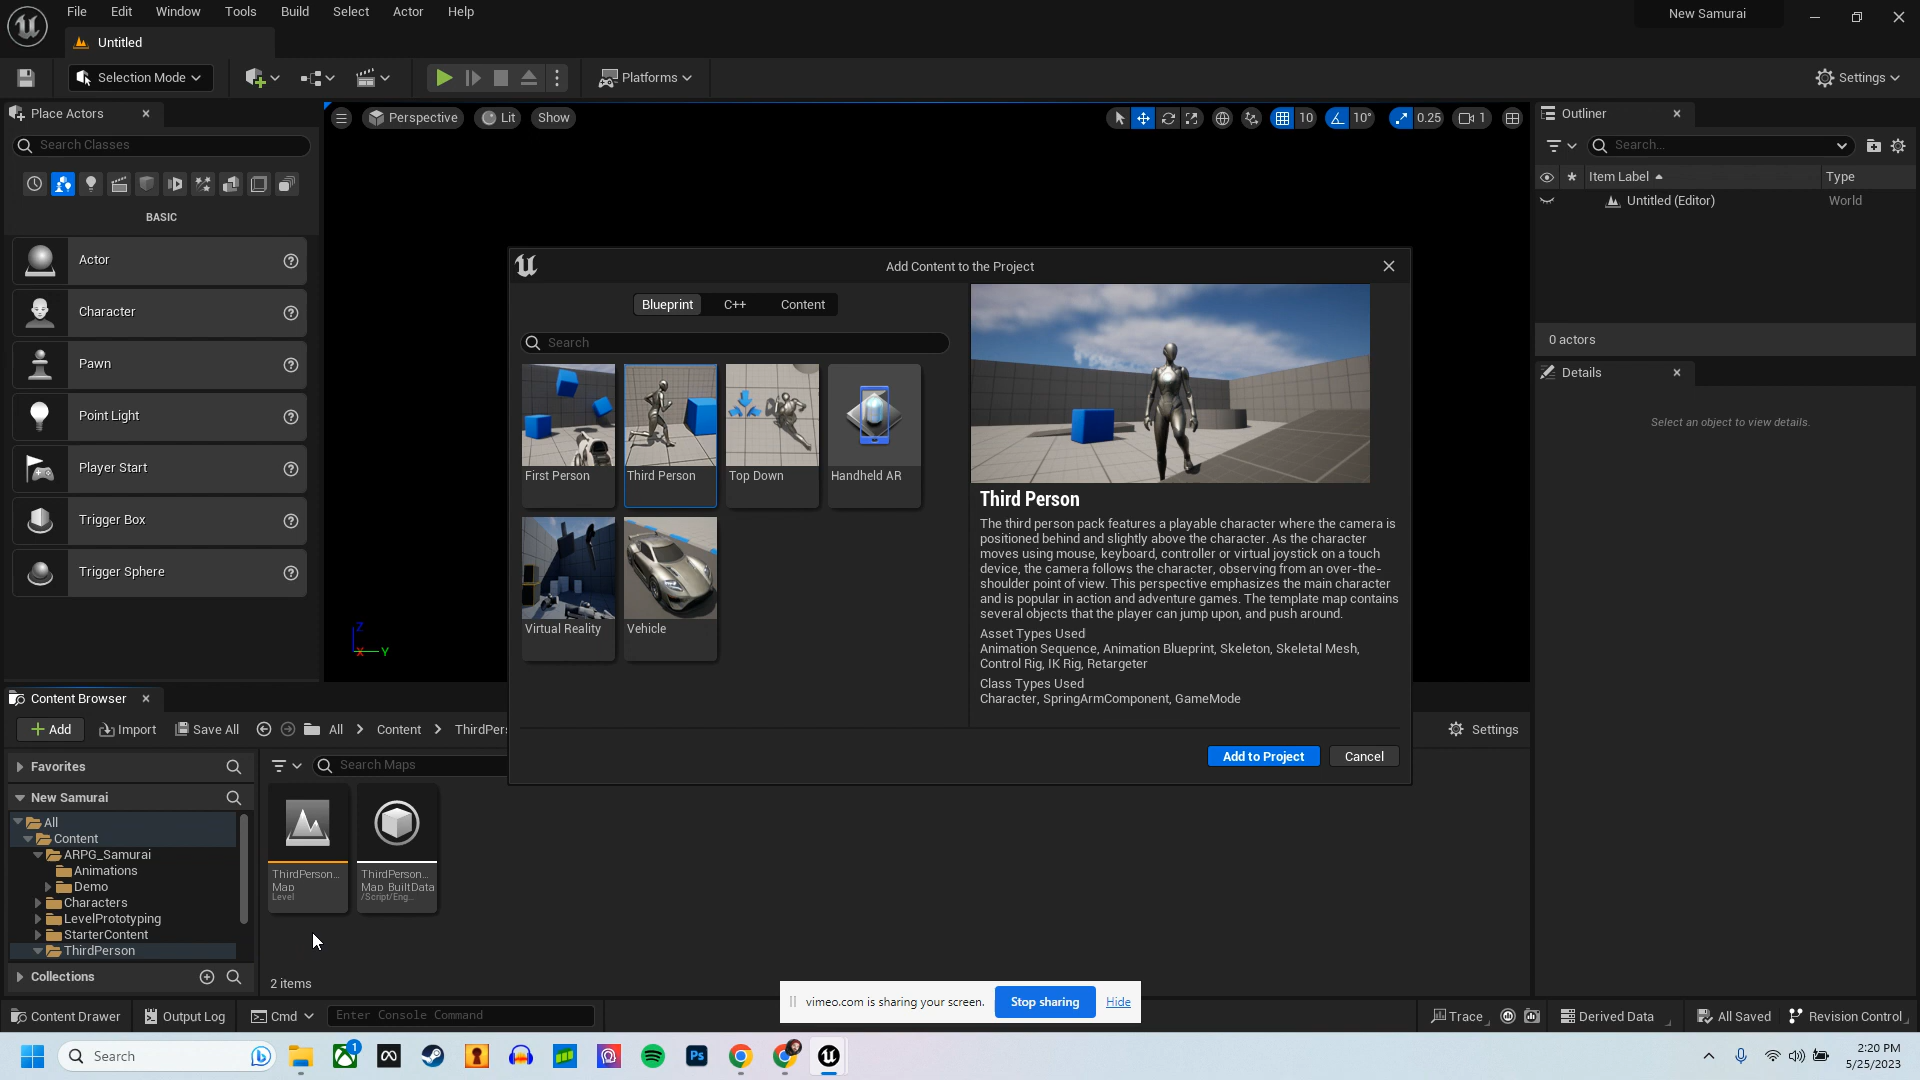 File Edit Window Tools Build Select Actor Help
New Samurai
Untitled
Selection Mode
Platforms
Settings
Place Actors
Search Classes
BASIC
Actor
Character
Pawn
Point Light
Player Start
Trigger Box
Trigger Sphere
Perspective Lit Show
10 10° 0.25 1
Z
X Y
Outliner
Search...
Item Label Type
Untitled (Editor) World
0 actors
Details
Select an object to view details.
Add Content to the Project
Blueprint C++ Content
Search
First Person Third Person Top Down Handheld AR
Virtual Reality Vehicle
Third Person
The third person pack features a playable character where the camera is
positioned behind and slightly above the character. As the character
moves using mouse, keyboard, controller or virtual joystick on a touch
device, the camera follows the character, observing from an over-the-
shoulder point of view. This perspective emphasizes the main character
and is popular in action and adventure games. The template map contains
several objects that the player can jump upon, and push around.
Asset Types Used
Animation Sequence, Animation Blueprint, Skeleton, Skeletal Mesh,
Control Rig, IK Rig, Retargeter
Class Types Used
Character, SpringArmComponent, GameMode
Add to Project Cancel
Content Browser
Add Import Save All All Content ThirdPers
Settings
Favorites
New Samurai
All
Content
ARPG_Samurai
Animations
Demo
Characters
LevelPrototyping
StarterContent
ThirdPerson
Collections
Search Maps
ThirdPerson...
Map
Level
ThirdPerson...
Map_BuiltData
/Script/Eng...
2 items
vimeo.com is sharing your screen. Stop sharing Hide
Content Drawer Output Log Cmd Enter Console Command
Trace Derived Data All Saved Revision Control
Search
1
Ps
2:20 PM
5/25/2023